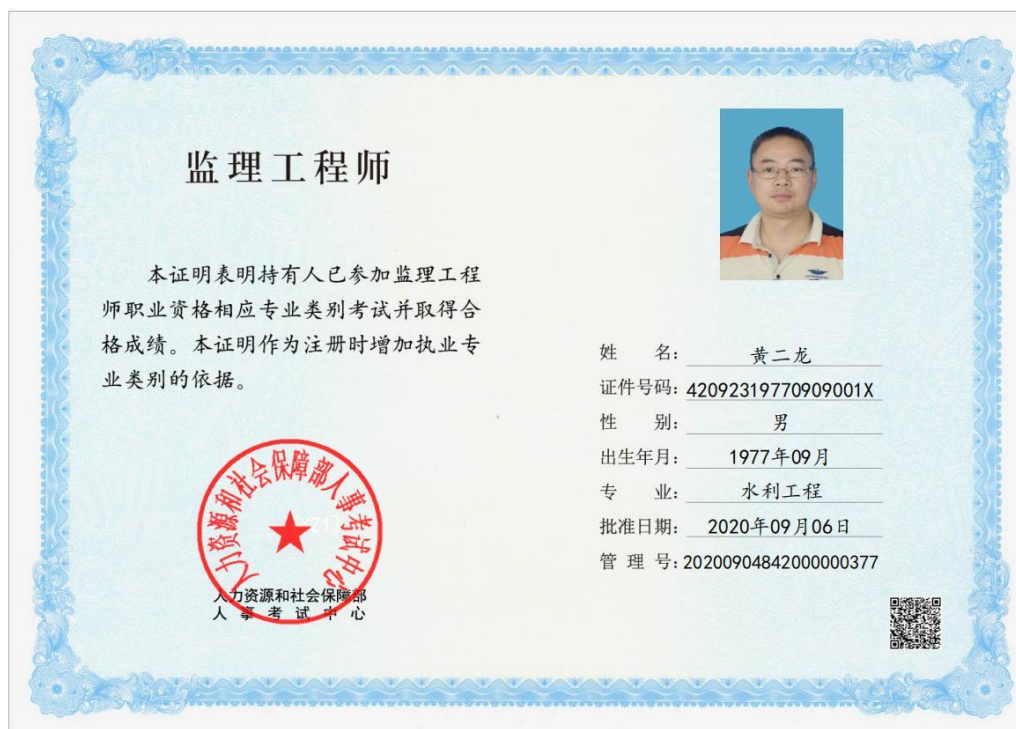 监理工程师
本证明表明持有人已参加监理工程
师职业资格相应专业类别考试并取得合
格成绩。本证明作为注册时增加执业专
业类别的依据。
人力资源和社会保障部人事考试中心
人力资源和社会保障部
人事考试中心
姓 名: 黄二龙
证件号码: 42092319770909001X
性 别: 男
出生年月: 1977年09月
专 业: 水利工程
批准日期: 2020年09月06日
管 理 号: 20200904842000000377